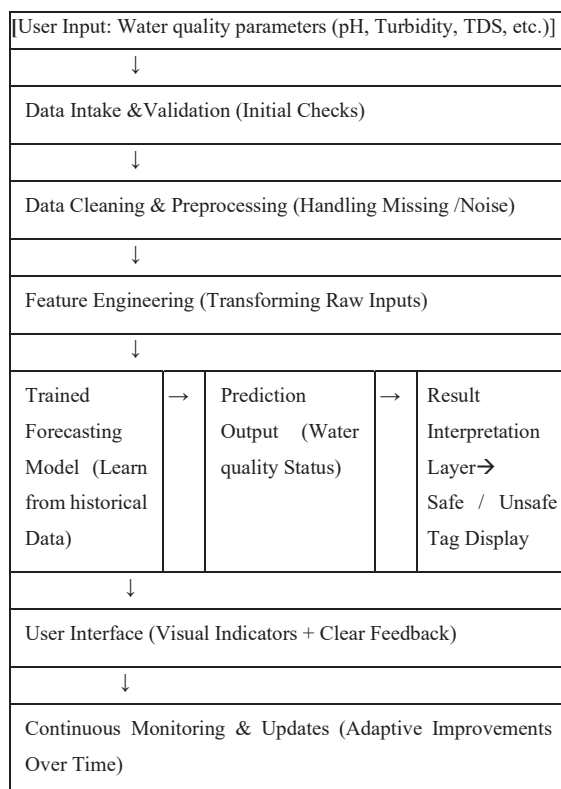 [User Input: Water quality parameters (pH, Turbidity, TDS, etc.)]
↓
Data Intake &Validation (Initial Checks)
↓
Data Cleaning & Preprocessing (Handling Missing /Noise)
↓
Feature Engineering (Transforming Raw Inputs)
↓
Trained
Forecasting
Model (Learn
from historical
Data)
→
Prediction
Output (Water
quality Status)
→
Result
Interpretation
Layer→
Safe / Unsafe
Tag Display
↓
User Interface (Visual Indicators + Clear Feedback)
↓
Continuous Monitoring & Updates (Adaptive Improvements
Over Time)